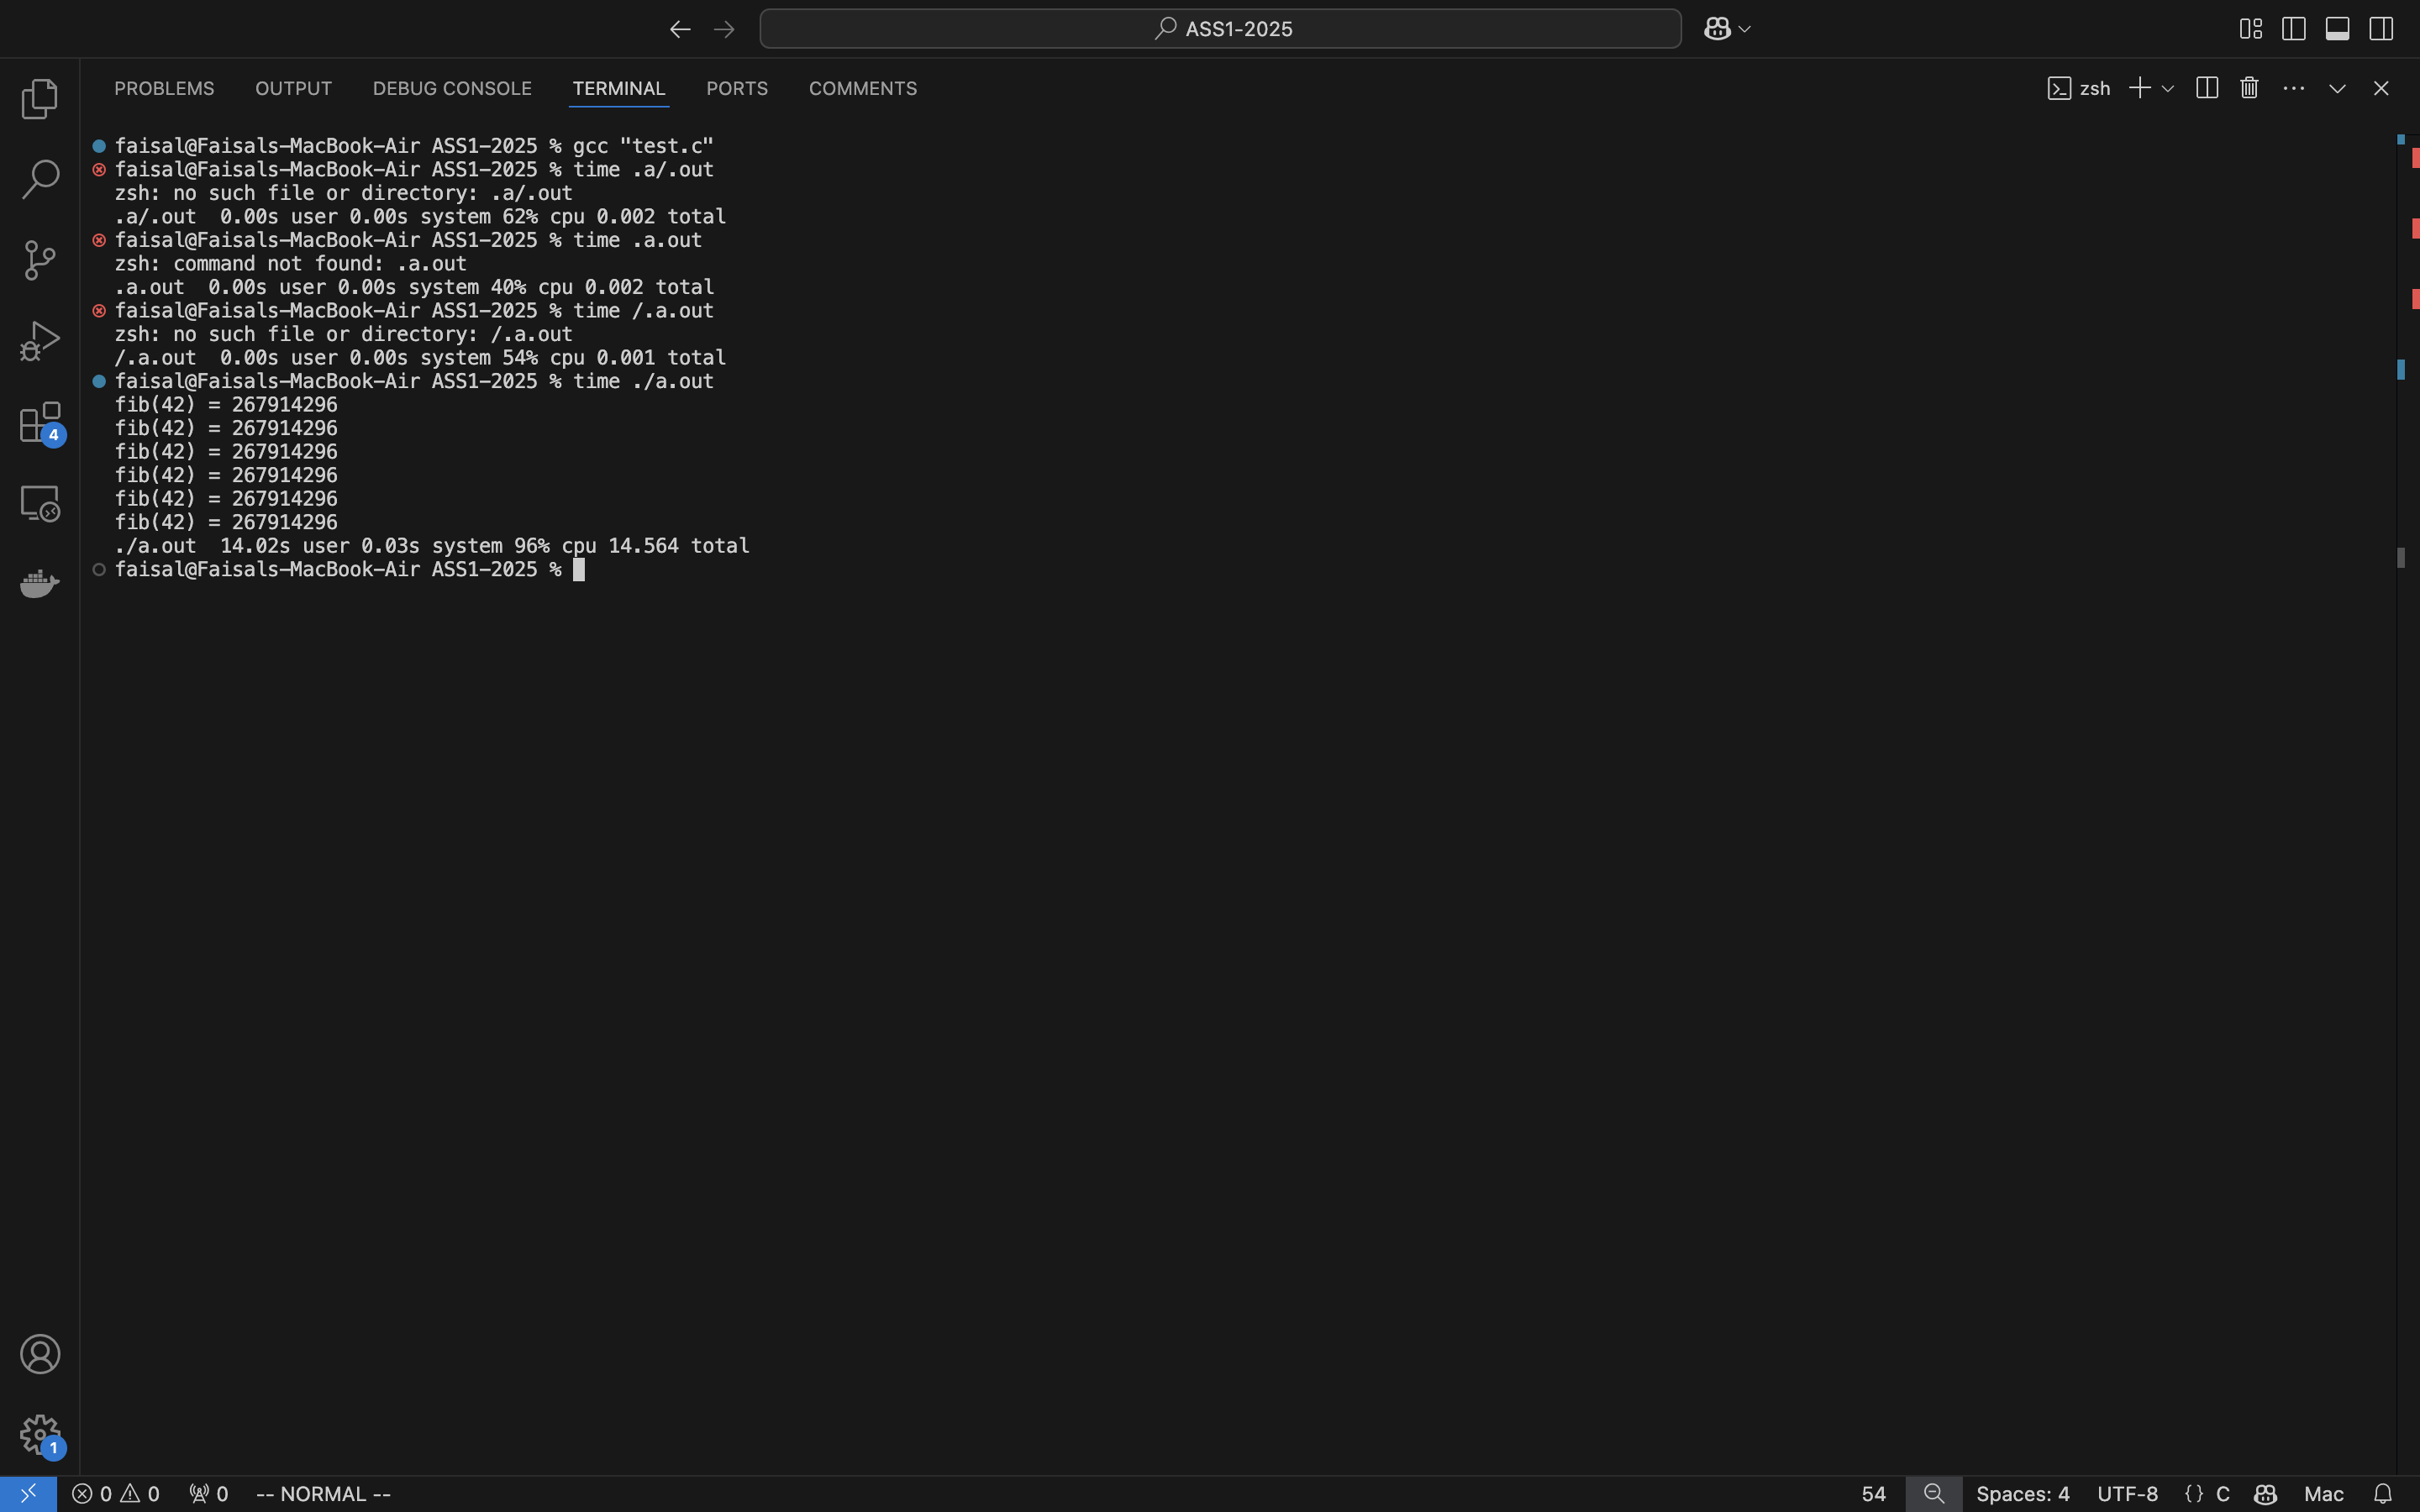 ASS1-2025
PROBLEMS OUTPUT DEBUG CONSOLE TERMINAL PORTS COMMENTS zsh
faisal@Faisals-MacBook-Air ASS1-2025 % gcc "test.c"
faisal@Faisals-MacBook-Air ASS1-2025 % time .a/.out
zsh: no such file or directory: .a/.out
.a/.out  0.00s user 0.00s system 62% cpu 0.002 total
faisal@Faisals-MacBook-Air ASS1-2025 % time .a.out
zsh: command not found: .a.out
.a.out  0.00s user 0.00s system 40% cpu 0.002 total
faisal@Faisals-MacBook-Air ASS1-2025 % time /.a.out
zsh: no such file or directory: /.a.out
/.a.out  0.00s user 0.00s system 54% cpu 0.001 total
faisal@Faisals-MacBook-Air ASS1-2025 % time ./a.out
fib(42) = 267914296
fib(42) = 267914296
fib(42) = 267914296
fib(42) = 267914296
fib(42) = 267914296
fib(42) = 267914296
./a.out  14.02s user 0.03s system 96% cpu 14.564 total
faisal@Faisals-MacBook-Air ASS1-2025 %
4
1
0 0 0 -- NORMAL -- 54 Spaces: 4 UTF-8 {} C Mac